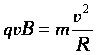 qvB = m v²/R